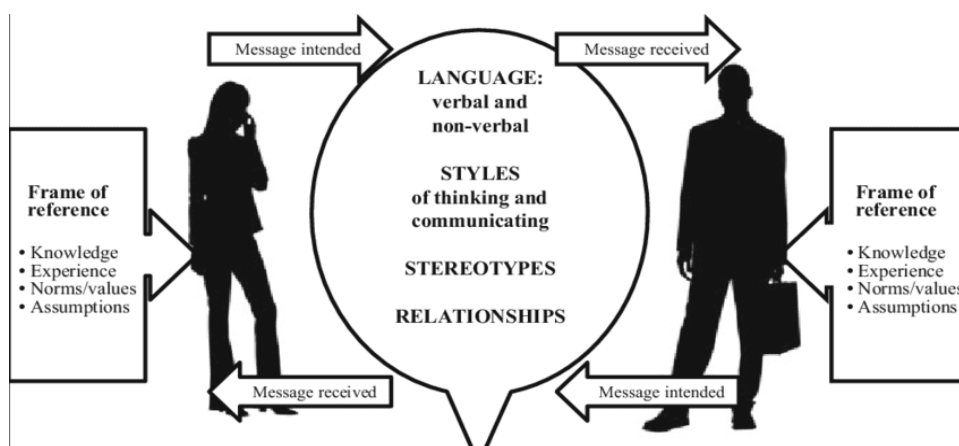 Message intended
Message received
LANGUAGE:
verbal and
non-verbal
STYLES
of thinking and
communicating
STEREOTYPES
RELATIONSHIPS
Frame of
reference
• Knowledge
• Experience
• Norms/values
• Assumptions
Frame of
reference
• Knowledge
• Experience
• Norms/values
• Assumptions
Message received
Message intended